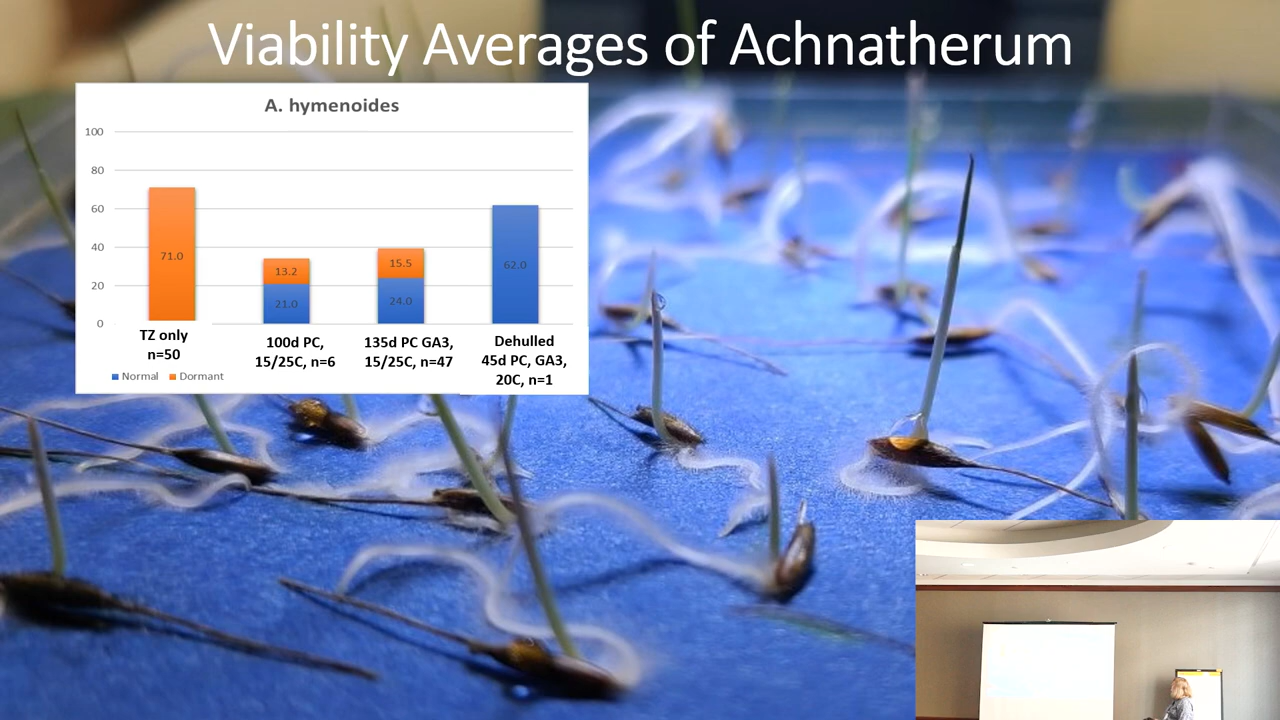 Viability Averages of Achnatherum
A. hymenoides
100
80
60
40
20
0
71.0
13.2
21.0
15.5
24.0
62.0
TZ only
n=50
100d PC,
15/25C, n=6
135d PC GA3,
15/25C, n=47
Dehulled
45d PC, GA3,
20C, n=1
Normal
Dormant